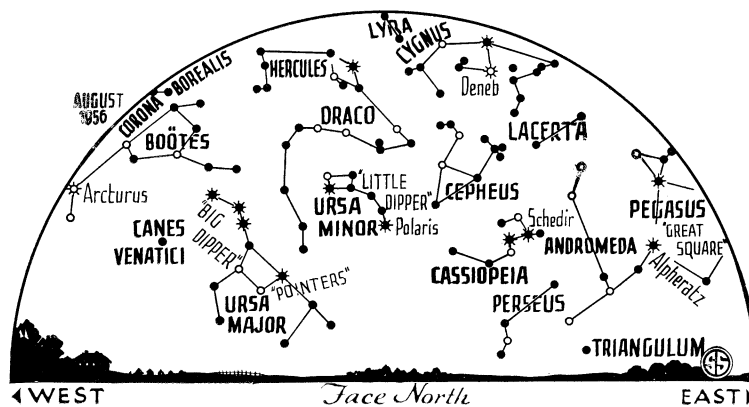 LYRA
CYGNUS
HERCULES
BOREALIS
CORONA
AUGUST
1956
Deneb
DRACO
LACERTA
BOÖTES
Arcturus
"LITTLE
DIPPER"
CEPHEUS
URSA
MINOR
Polaris
PEGASUS
"GREAT
SQUARE"
"BIG
DIPPER"
CANES
VENATICI
Schedir
ANDROMEDA
Alpheratz
CASSIOPEIA
"POINTERS"
URSA
MAJOR
PERSEUS
TRIANGULUM
SS
WEST
Face North
EAST